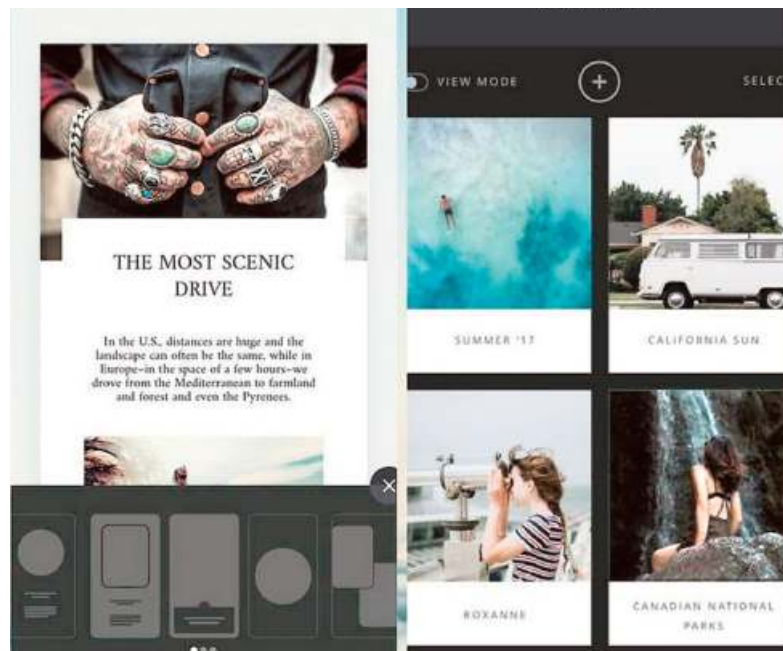 THE MOST SCENIC
DRIVE
In the U.S., distances are huge and the
landscape can often be the same, while in
Europe–in the space of a few hours–we
drove from the Mediterranean to farmland
and forest and even the Pyrenees.
VIEW MODE
SELEC
SUMMER '17
CALIFORNIA SUN
ROXANNE
CANADIAN NATIONAL
PARKS